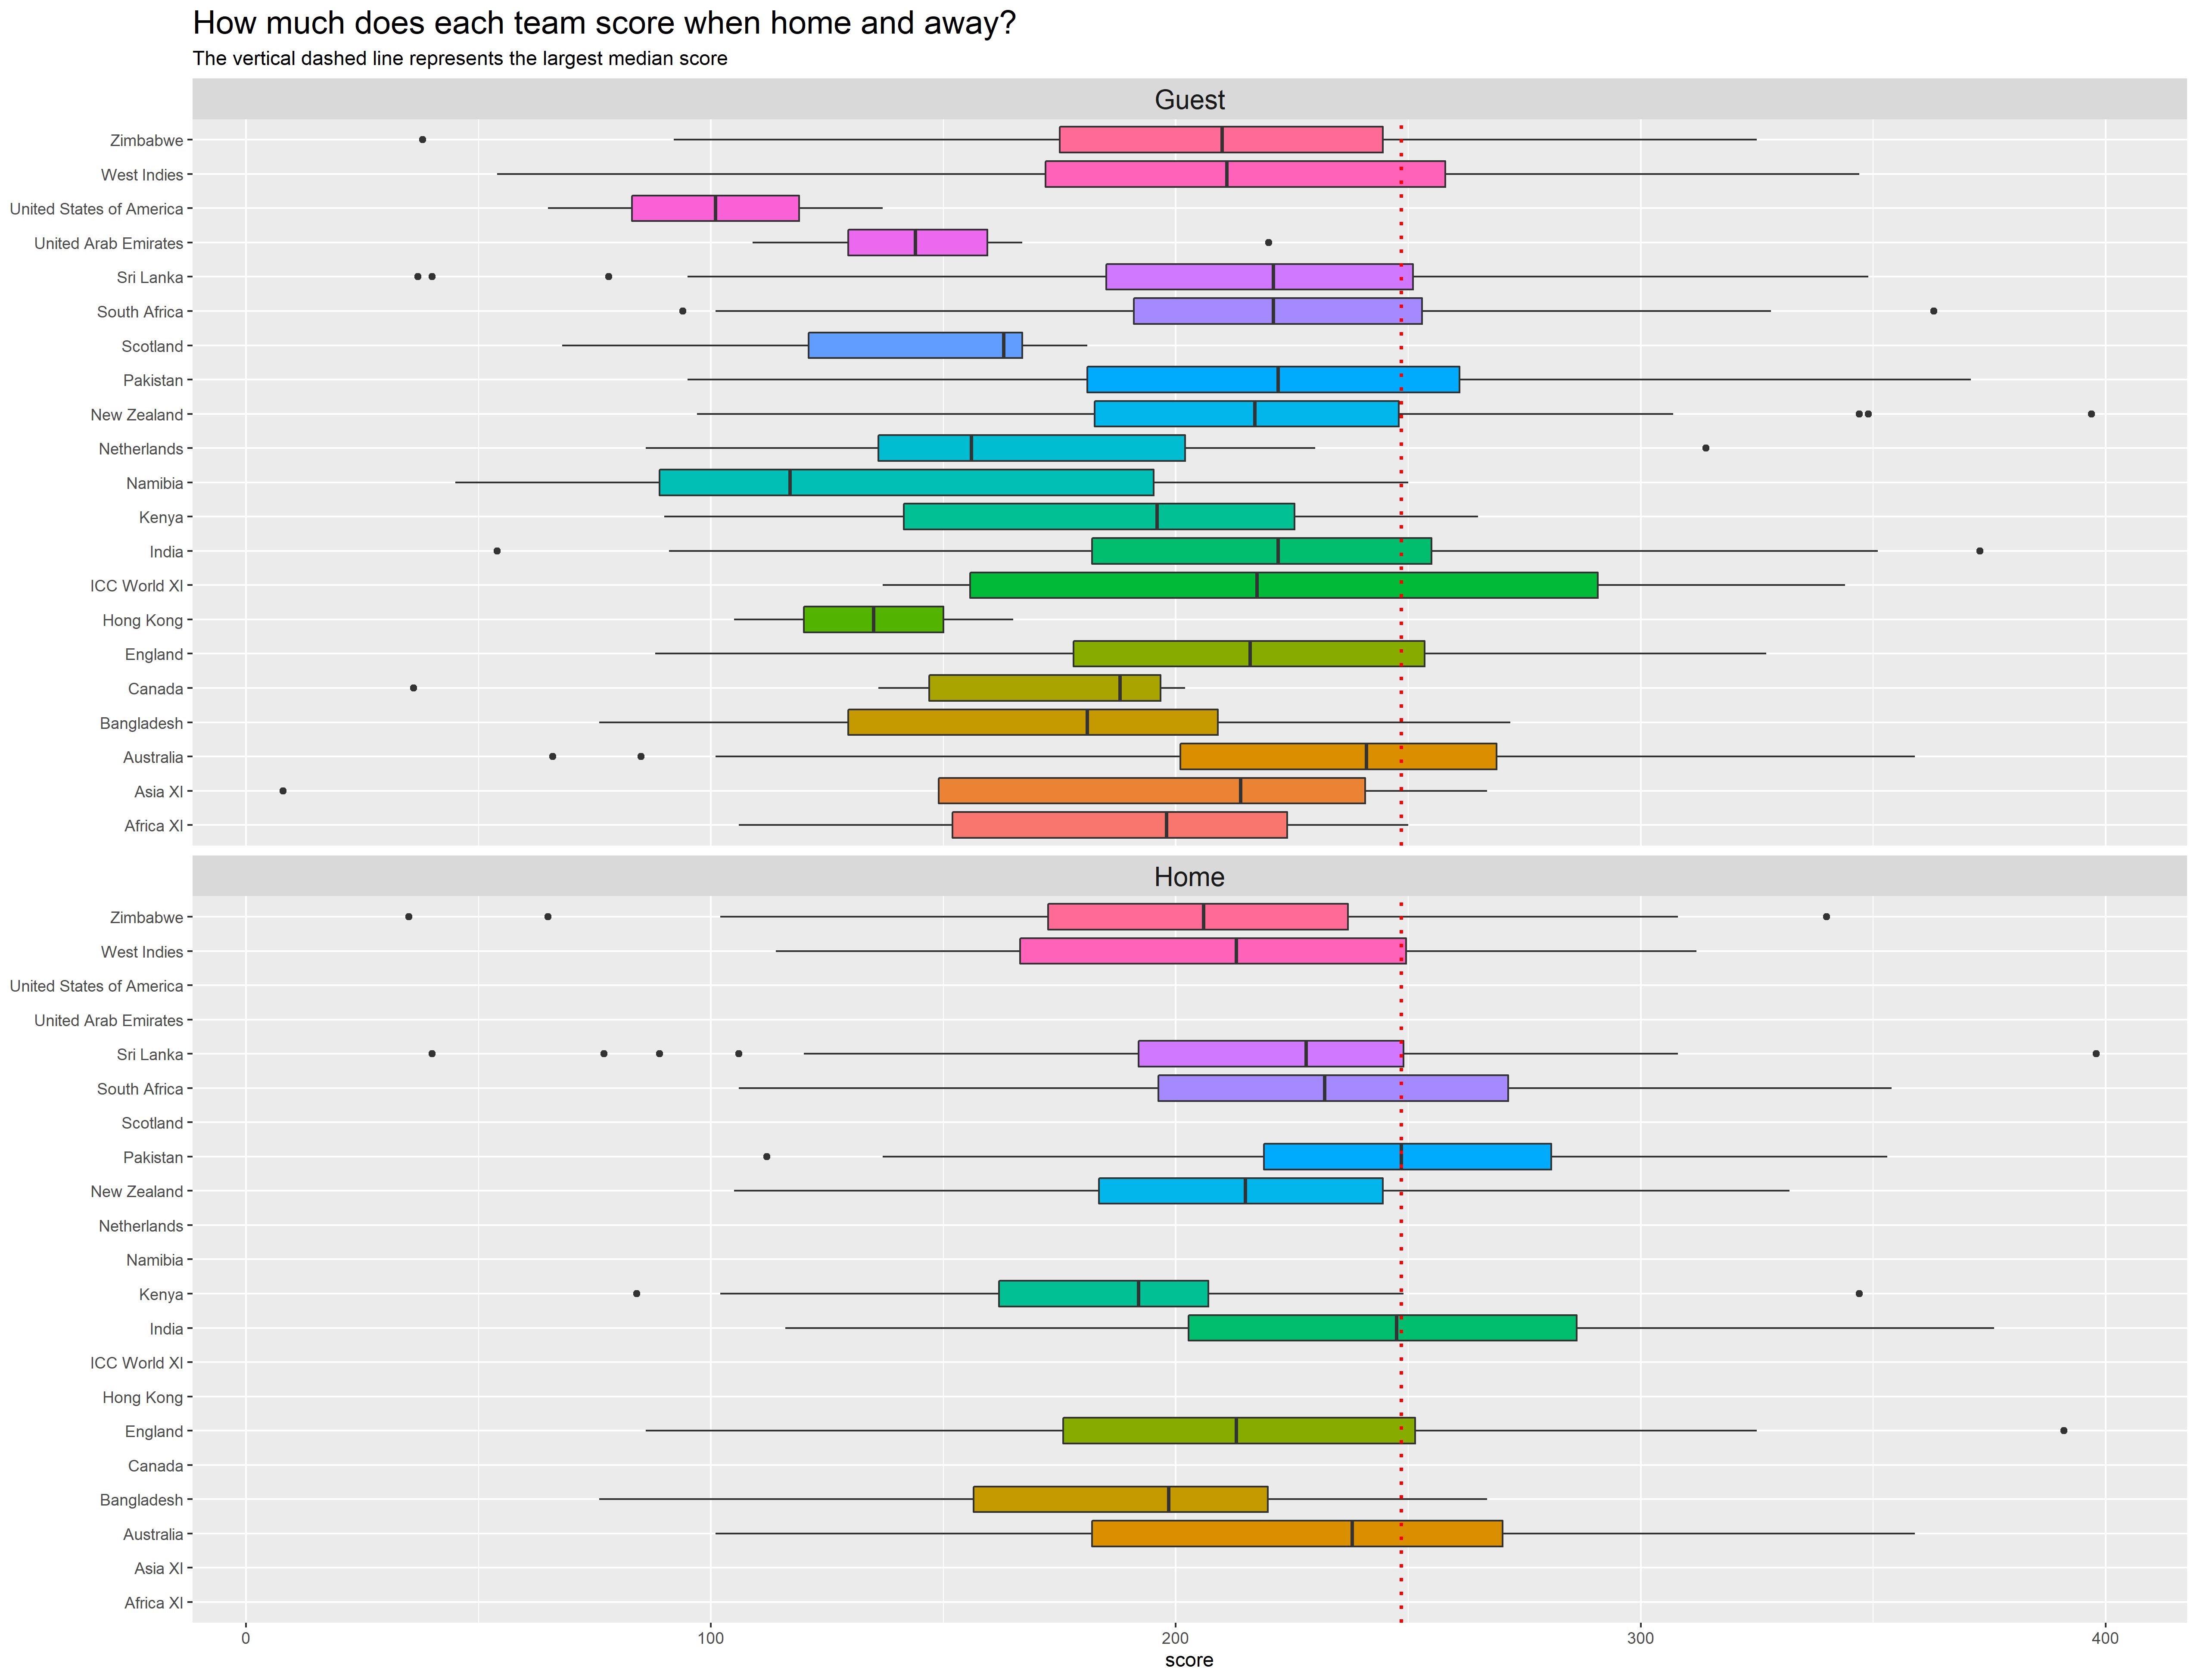 How much does each team score when home and away?
The vertical dashed line represents the largest median score
Guest
Zimbabwe
West Indies
United States of America
United Arab Emirates
Sri Lanka
South Africa
Scotland
Pakistan
New Zealand
Netherlands
Namibia
Kenya
India
ICC World XI
Hong Kong
England
Canada
Bangladesh
Australia
Asia XI
Africa XI
Home
Zimbabwe
West Indies
United States of America
United Arab Emirates
Sri Lanka
South Africa
Scotland
Pakistan
New Zealand
Netherlands
Namibia
Kenya
India
ICC World XI
Hong Kong
England
Canada
Bangladesh
Australia
Asia XI
Africa XI
0 100 200 300 400
score